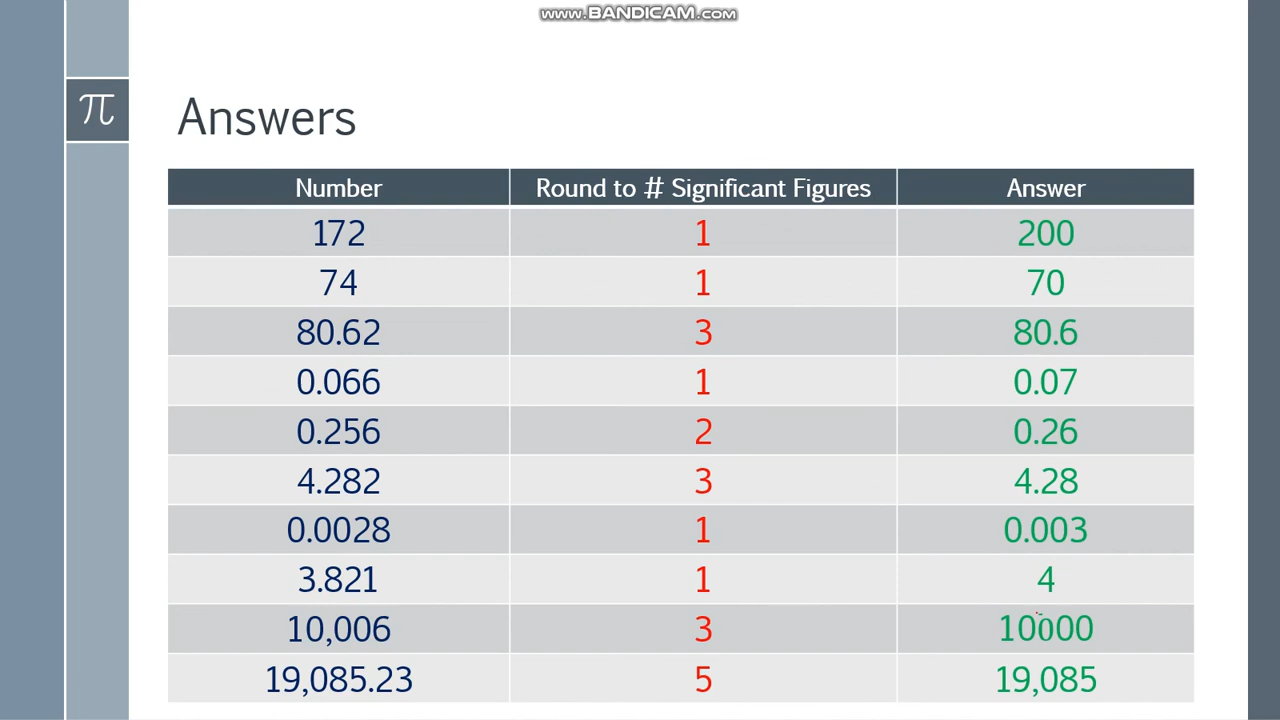 www.BANDICAM.com
π
Answers
Number Round to # Significant Figures Answer
172 1 200
74 1 70
80.62 3 80.6
0.066 1 0.07
0.256 2 0.26
4.282 3 4.28
0.0028 1 0.003
3.821 1 4
10,006 3 10000
19,085.23 5 19,085